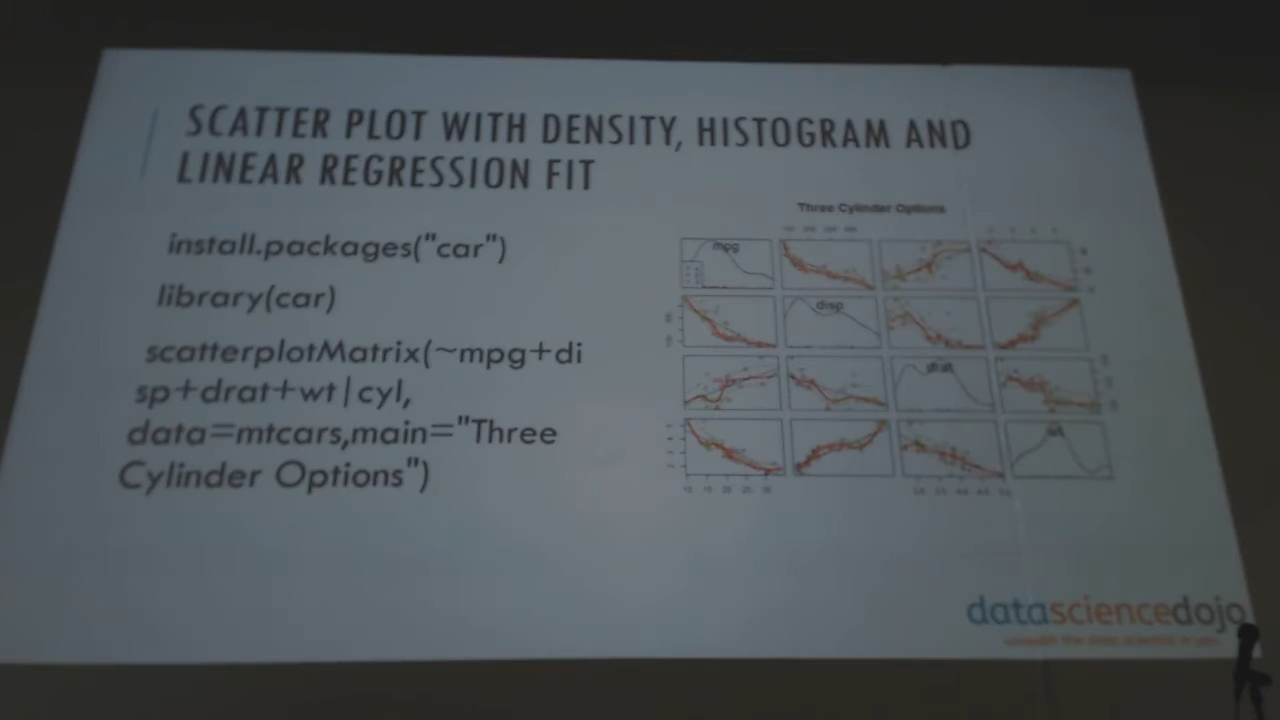 SCATTER PLOT WITH DENSITY, HISTOGRAM AND
LINEAR REGRESSION FIT
install.packages("car")
library(car)
scatterplotMatrix(~mpg+di
sp+drat+wt|cyl,
data=mtcars,main="Three
Cylinder Options")
Three Cylinder Options
mpg
disp
drat
datasciencedojo